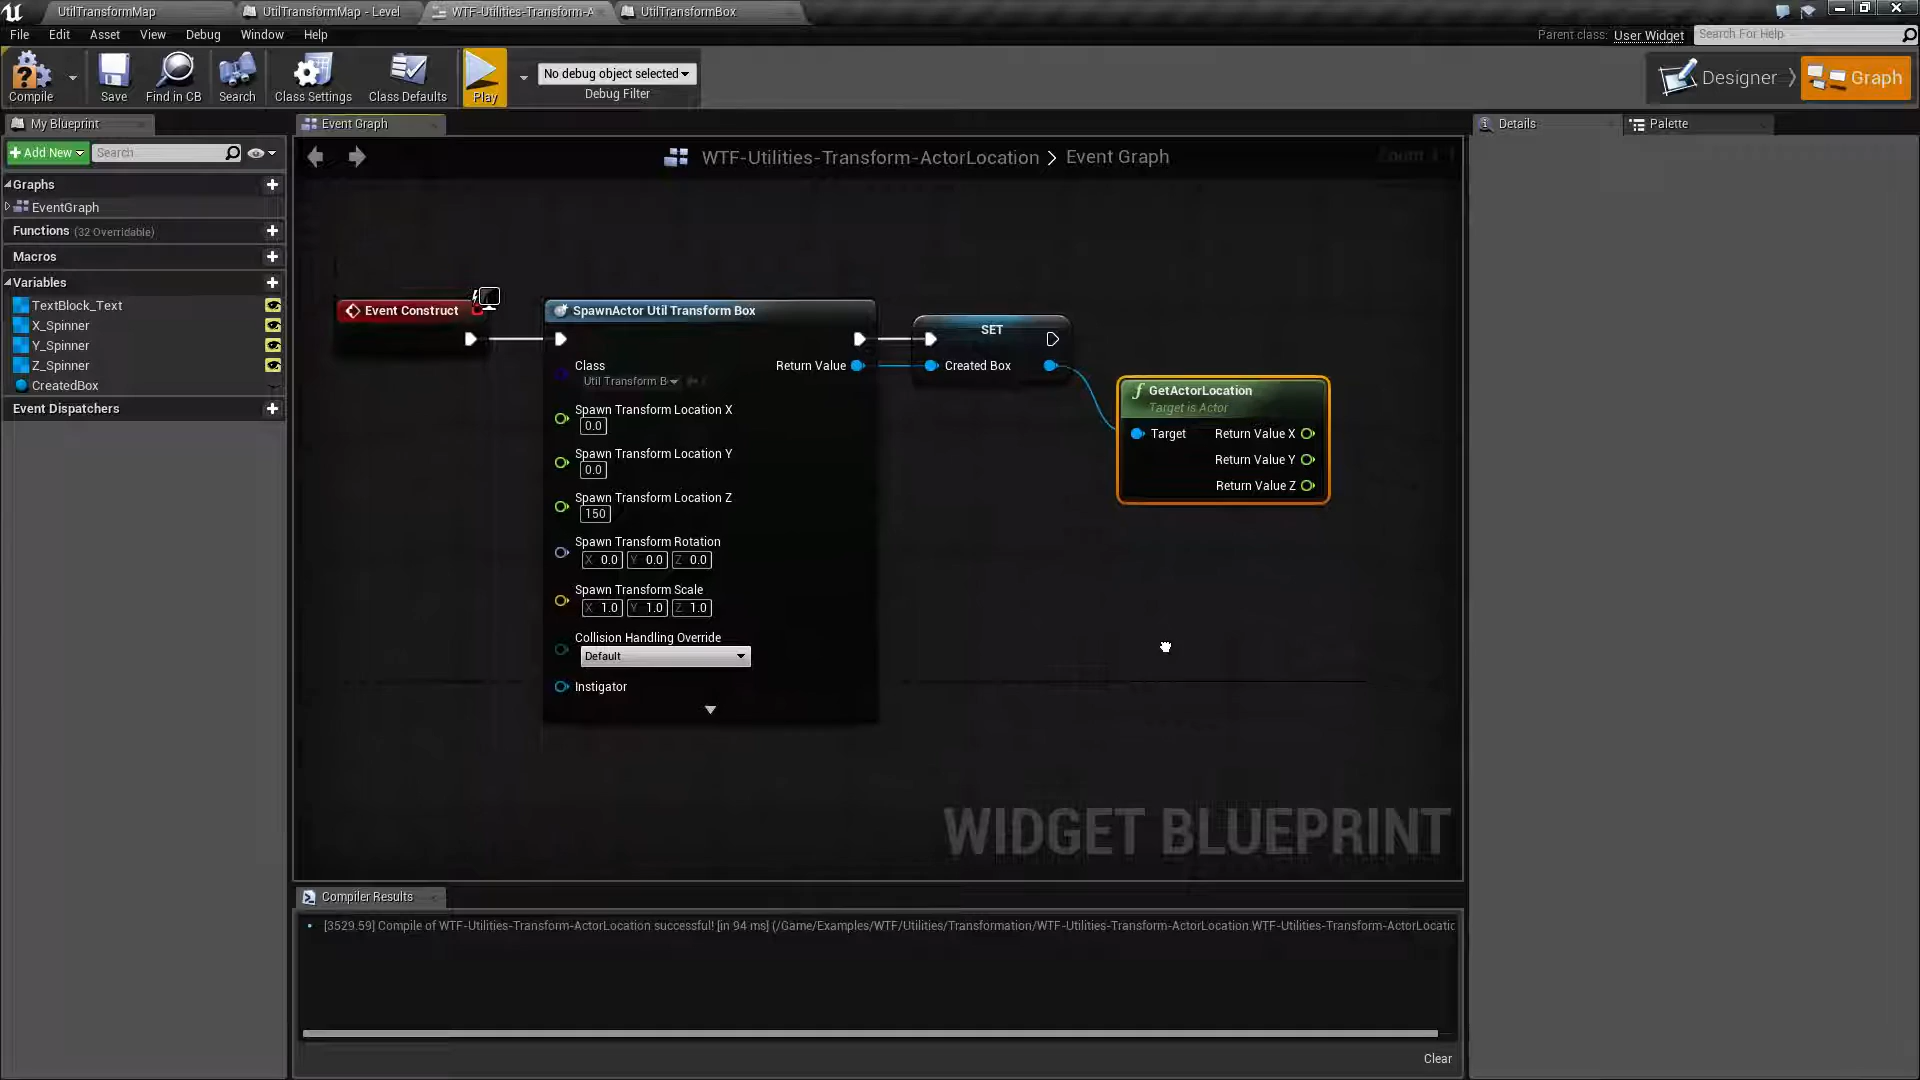 UtilTransformMap
UtilTransformMap - Level
WTF-Utilities-Transform-A
UtilTransformBox
File Edit Asset View Debug Window Help
Parent class: User Widget
Search For Help
Compile
Save
Find in CB
Search
Class Settings
Class Defaults
Play
No debug object selected
Debug Filter
Designer
Graph
My Blueprint
Event Graph
Details
Palette
Add New
Search
WTF-Utilities-Transform-ActorLocation > Event Graph
Zoom 1:1
Graphs
EventGraph
Functions (32 Overridable)
Macros
Variables
TextBlock_Text
X_Spinner
Y_Spinner
Z_Spinner
CreatedBox
Event Dispatchers
Event Construct
SpawnActor Util Transform Box
Class
Util Transform B
Return Value
Spawn Transform Location X
0.0
Spawn Transform Location Y
0.0
Spawn Transform Location Z
150
Spawn Transform Rotation
X 0.0 Y 0.0 Z 0.0
Spawn Transform Scale
X 1.0 Y 1.0 Z 1.0
Collision Handling Override
Default
Instigator
SET
Created Box
GetActorLocation
Target is Actor
Target
Return Value X
Return Value Y
Return Value Z
WIDGET BLUEPRINT
Compiler Results
[3529.59] Compile of WTF-Utilities-Transform-ActorLocation successful! [in 94 ms] (/Game/Examples/WTF/Utilities/Transformation/WTF-Utilities-Transform-ActorLocation.WTF-Utilities-Transform-ActorLocatic
Clear